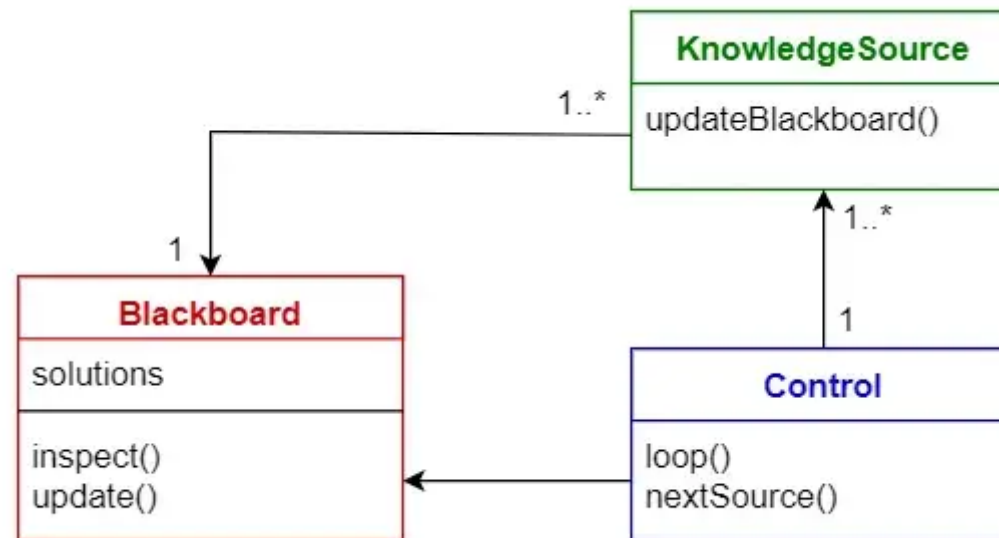 KnowledgeSource
1..*
updateBlackboard()
1..*
1
Blackboard
1
Control
solutions
inspect()
update()
loop()
nextSource()